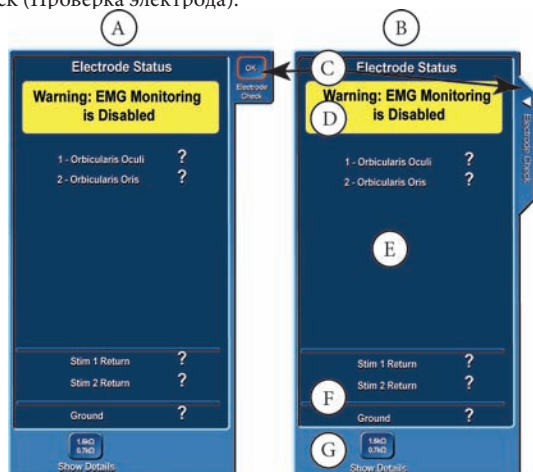 ck (Проверка электрода).
A
B
C
Electrode Status
Warning: EMG Monitoring
is Disabled
1 - Orbicularis Oculi ?
2 - Orbicularis Oris ?
Stim 1 Return ?
Stim 2 Return ?
Ground ?
1.6kΩ
0.7kΩ
Show Details
OK
Electrode
Check
Electrode Status
Warning: EMG Monitoring
is Disabled
D
1 - Orbicularis Oculi ?
2 - Orbicularis Oris ?
E
Stim 1 Return ?
Stim 2 Return ?
F
Ground ?
G
1.6kΩ
0.7kΩ
Show Details
Electrode Check